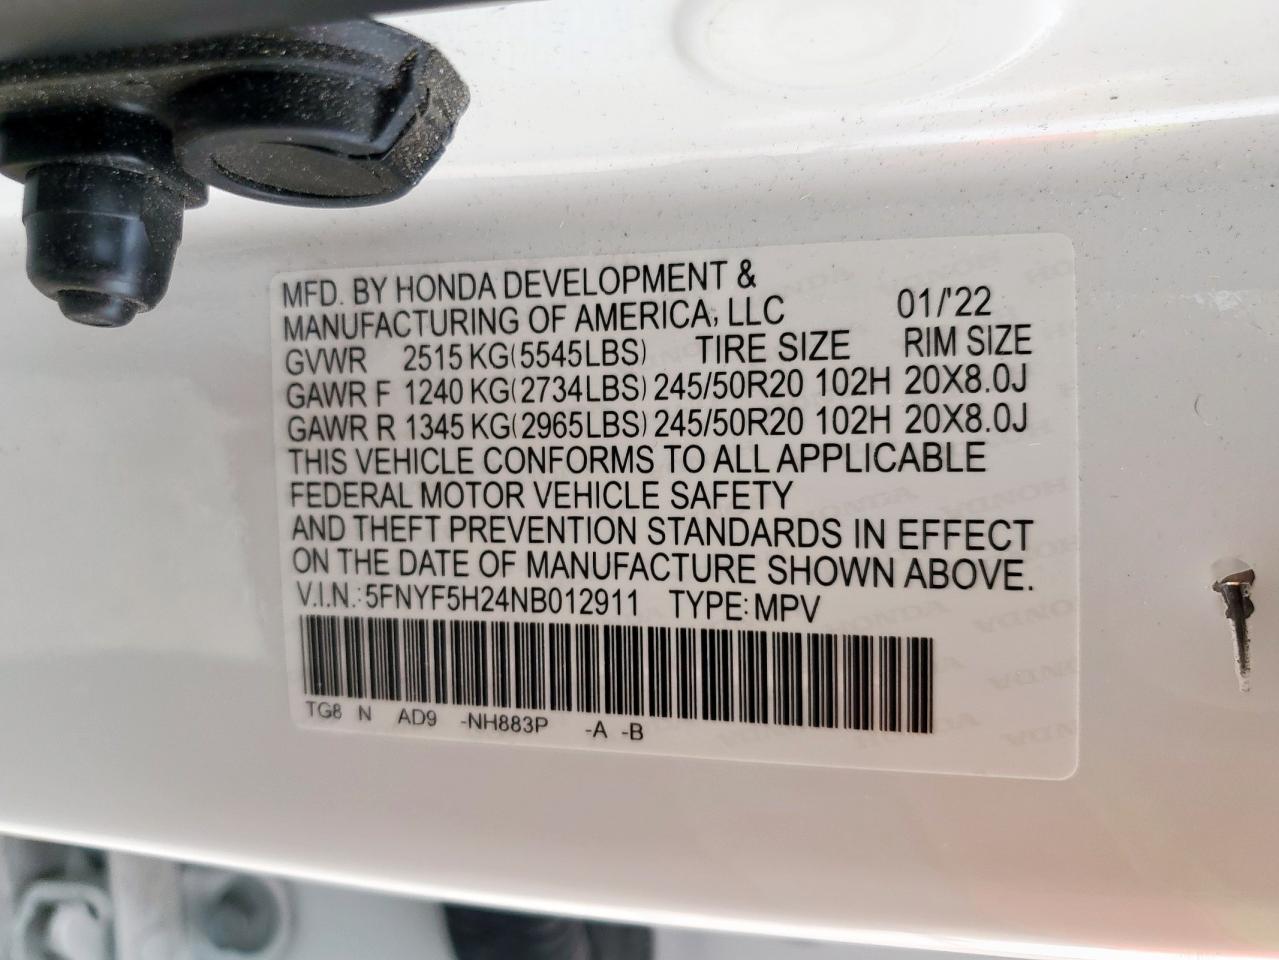 MFD. BY HONDA DEVELOPMENT &
MANUFACTURING OF AMERICA, LLC 01/'22
GVWR 2515 KG(5545LBS) TIRE SIZE RIM SIZE
GAWR F 1240 KG(2734LBS) 245/50R20 102H 20X8.0J
GAWR R 1345 KG(2965LBS) 245/50R20 102H 20X8.0J
THIS VEHICLE CONFORMS TO ALL APPLICABLE
FEDERAL MOTOR VEHICLE SAFETY
AND THEFT PREVENTION STANDARDS IN EFFECT
ON THE DATE OF MANUFACTURE SHOWN ABOVE.
V.I.N.: 5FNYF5H24NB012911 TYPE: MPV
TG8 N AD9 -NH883P -A -B